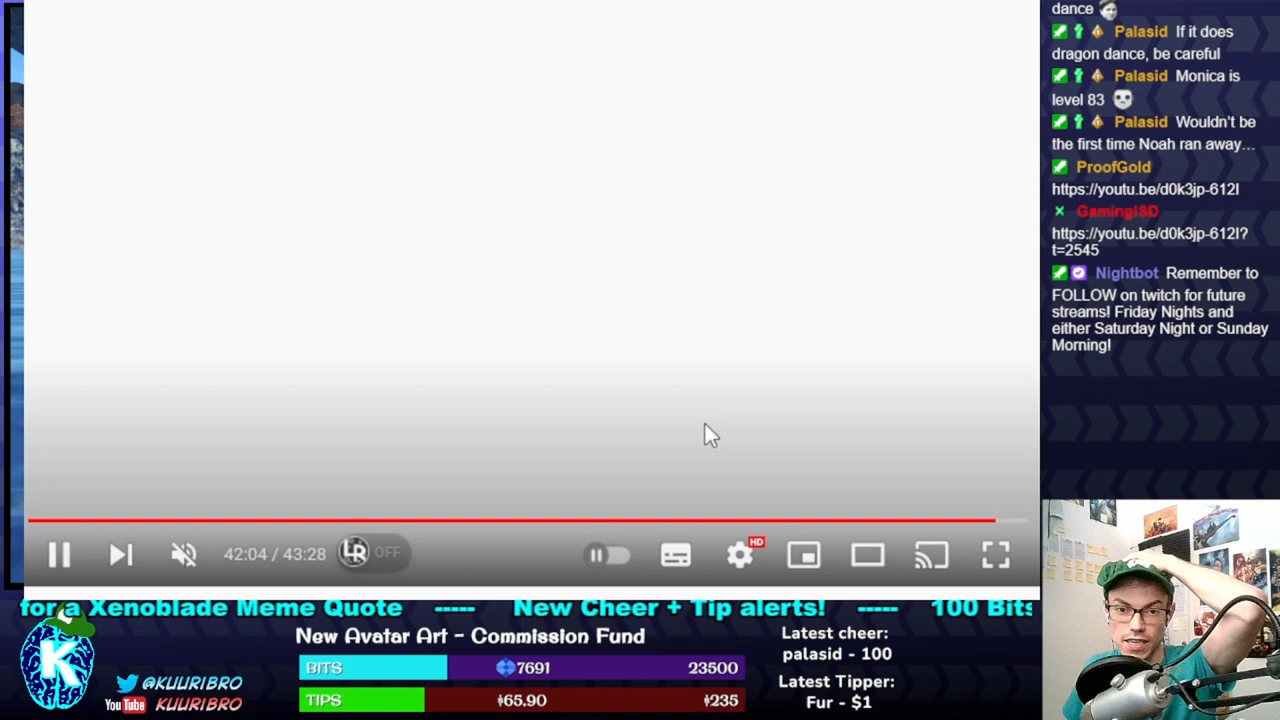 dance
Palasid If it does
dragon dance, be careful
Palasid Monica is
level 83
Palasid Wouldn't be
the first time Noah ran away...
ProofGold
https://youtu.be/d0k3jp-612I
GamingISD
https://youtu.be/d0k3jp-612I?
t=2545
Nightbot Remember to
FOLLOW on twitch for future
streams! Friday Nights and
either Saturday Night or Sunday
Morning!
42:04 / 43:28
LR OFF
HD
for a Xenoblade Meme Quote ----- New Cheer + Tip alerts! ----- 100 Bits
New Avatar Art - Commission Fund
BITS 7691 23500
TIPS $65.90 $235
Latest cheer:
palasid - 100
Latest Tipper:
Fur - $1
K
@KUURIBRO
YouTube KUURIBRO